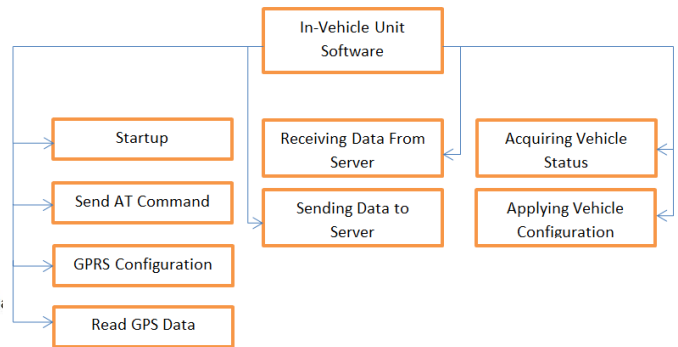 In-Vehicle Unit
Software
Startup
Send AT Command
GPRS Configuration
Read GPS Data
Receiving Data From
Server
Sending Data to
Server
Acquiring Vehicle
Status
Applying Vehicle
Configuration